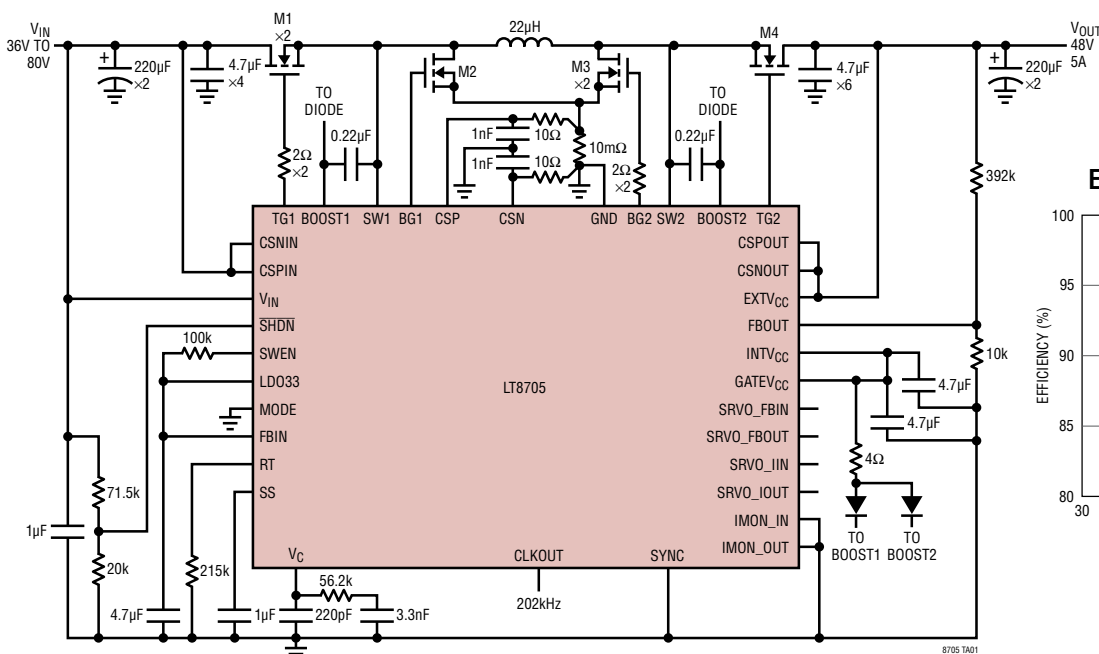 VIN
36V TO
80V
220µF
×2
4.7µF
×4
M1
×2
2Ω
×2
TO
DIODE
0.22µF
M2
22µH
M3
×2
1nF
1nF
10Ω
10Ω
10mΩ
2Ω
×2
TO
DIODE
0.22µF
M4
4.7µF
×6
VOUT
48V
5A
220µF
×2
392k
10k
TG1 BOOST1 SW1 BG1 CSP CSN GND BG2 SW2 BOOST2 TG2
CSNIN
CSPIN
VIN
SHDN
SWEN
LDO33
MODE
FBIN
RT
SS
VC
CLKOUT
SYNC
LT8705
CSPOUT
CSNOUT
EXTVCC
FBOUT
INTVCC
GATEVCC
SRVO_FBIN
SRVO_FBOUT
SRVO_IIN
SRVO_IOUT
IMON_IN
IMON_OUT
100k
71.5k
20k
1µF
4.7µF
215k
1µF
220pF
56.2k
3.3nF
202kHz
4.7µF
4.7µF
4Ω
TO
BOOST1
TO
BOOST2
8705 TA01
E
EFFICIENCY (%)
100
95
90
85
80
30